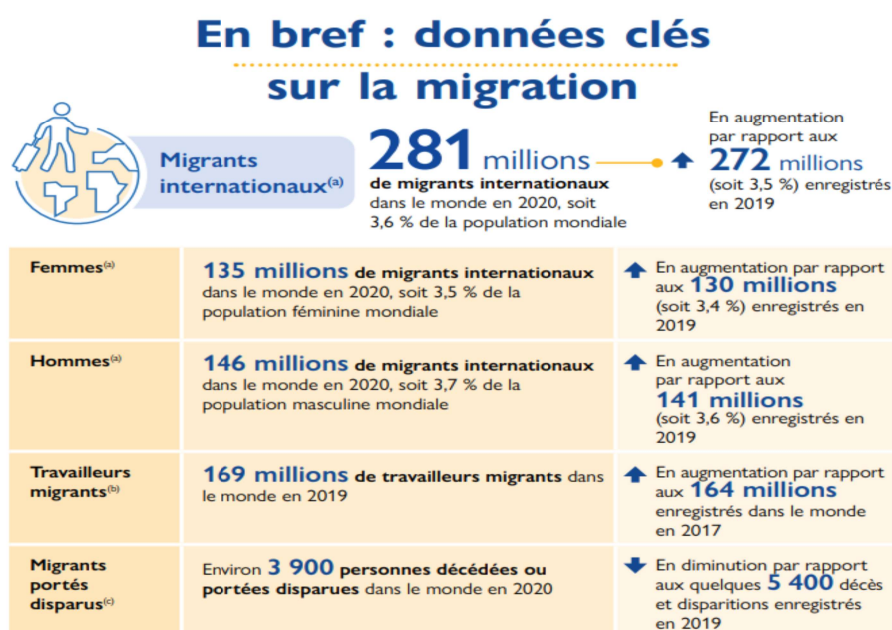 En bref : données clés
sur la migration
Migrants
internationaux(a)
281 millions
de migrants internationaux
dans le monde en 2020, soit
3,6 % de la population mondiale
En augmentation
par rapport aux
272 millions
(soit 3,5 %) enregistrés
en 2019
Femmes(a)
135 millions de migrants internationaux
dans le monde en 2020, soit 3,5 % de la
population féminine mondiale
En augmentation par rapport
aux 130 millions
(soit 3,4 %) enregistrés en
2019
Hommes(a)
146 millions de migrants internationaux
dans le monde en 2020, soit 3,7 % de la
population masculine mondiale
En augmentation
par rapport aux
141 millions
(soit 3,6 %) enregistrés en
2019
Travailleurs
migrants(b)
169 millions de travailleurs migrants dans
le monde en 2019
En augmentation par rapport
aux 164 millions
enregistrés dans le monde
en 2017
Migrants
portés
disparus(c)
Environ 3 900 personnes décédées ou
portées disparues dans le monde en 2020
En diminution par rapport
aux quelques 5 400 décès
et disparitions enregistrés
en 2019